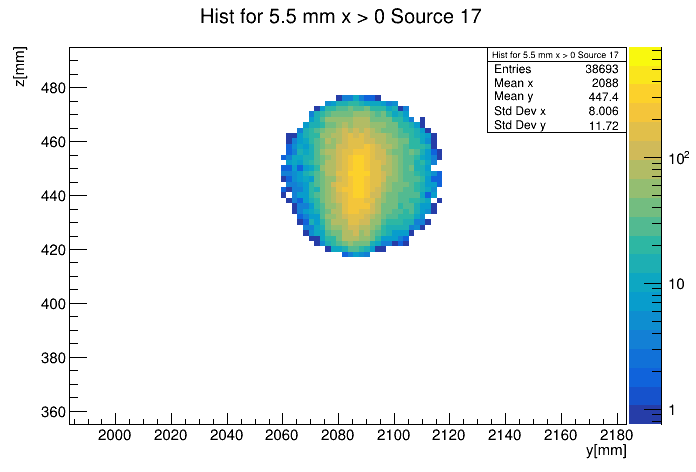 Hist for 5.5 mm x > 0 Source 17
z[mm]
Hist for 5.5 mm x > 0 Source 17
Entries 38693
Mean x 2088
Mean y 447.4
Std Dev x 8.006
Std Dev y 11.72
480
460
440
420
400
380
360
10²
10
1
2000 2020 2040 2060 2080 2100 2120 2140 2160 2180
y[mm]